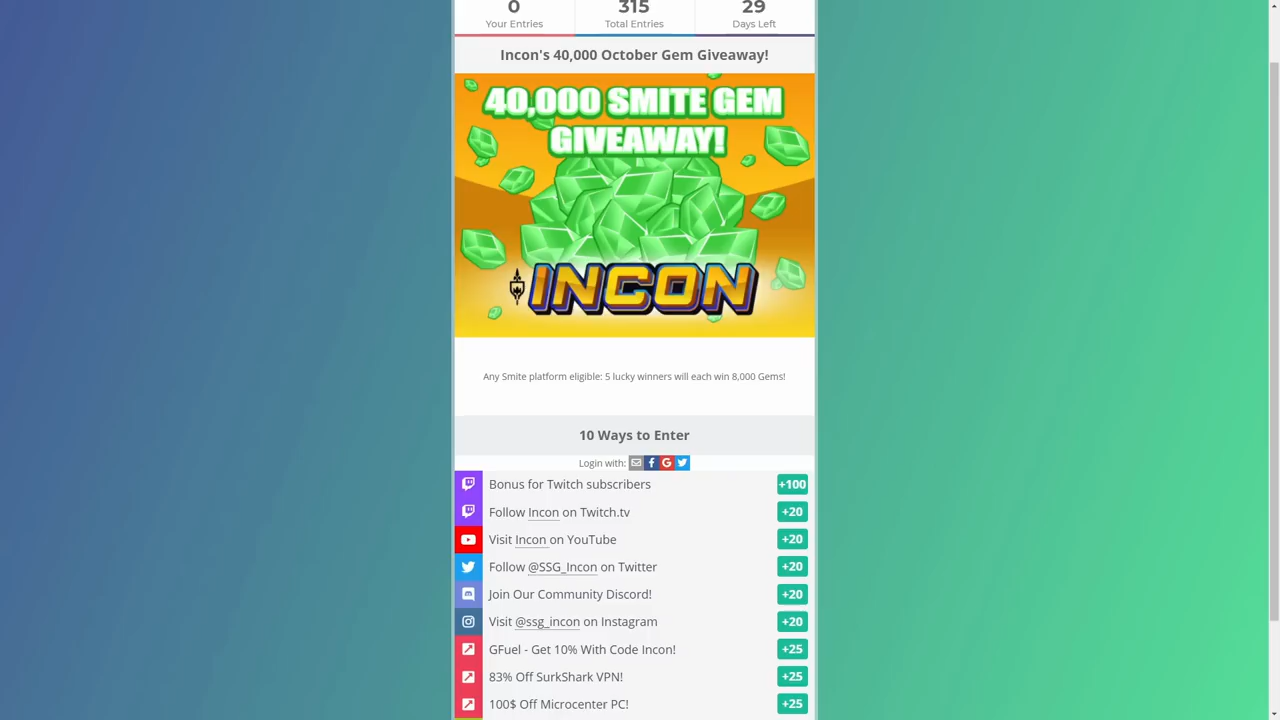 0 315 29
Your Entries Total Entries Days Left
Incon's 40,000 October Gem Giveaway!
40,000 SMITE GEM
GIVEAWAY!
INCON
Any Smite platform eligible: 5 lucky winners will each win 8,000 Gems!
10 Ways to Enter
Login with:
Bonus for Twitch subscribers +100
Follow Incon on Twitch.tv +20
Visit Incon on YouTube +20
Follow @SSG_Incon on Twitter +20
Join Our Community Discord! +20
Visit @ssg_incon on Instagram +20
GFuel - Get 10% With Code Incon! +25
83% Off SurkShark VPN! +25
100$ Off Microcenter PC! +25